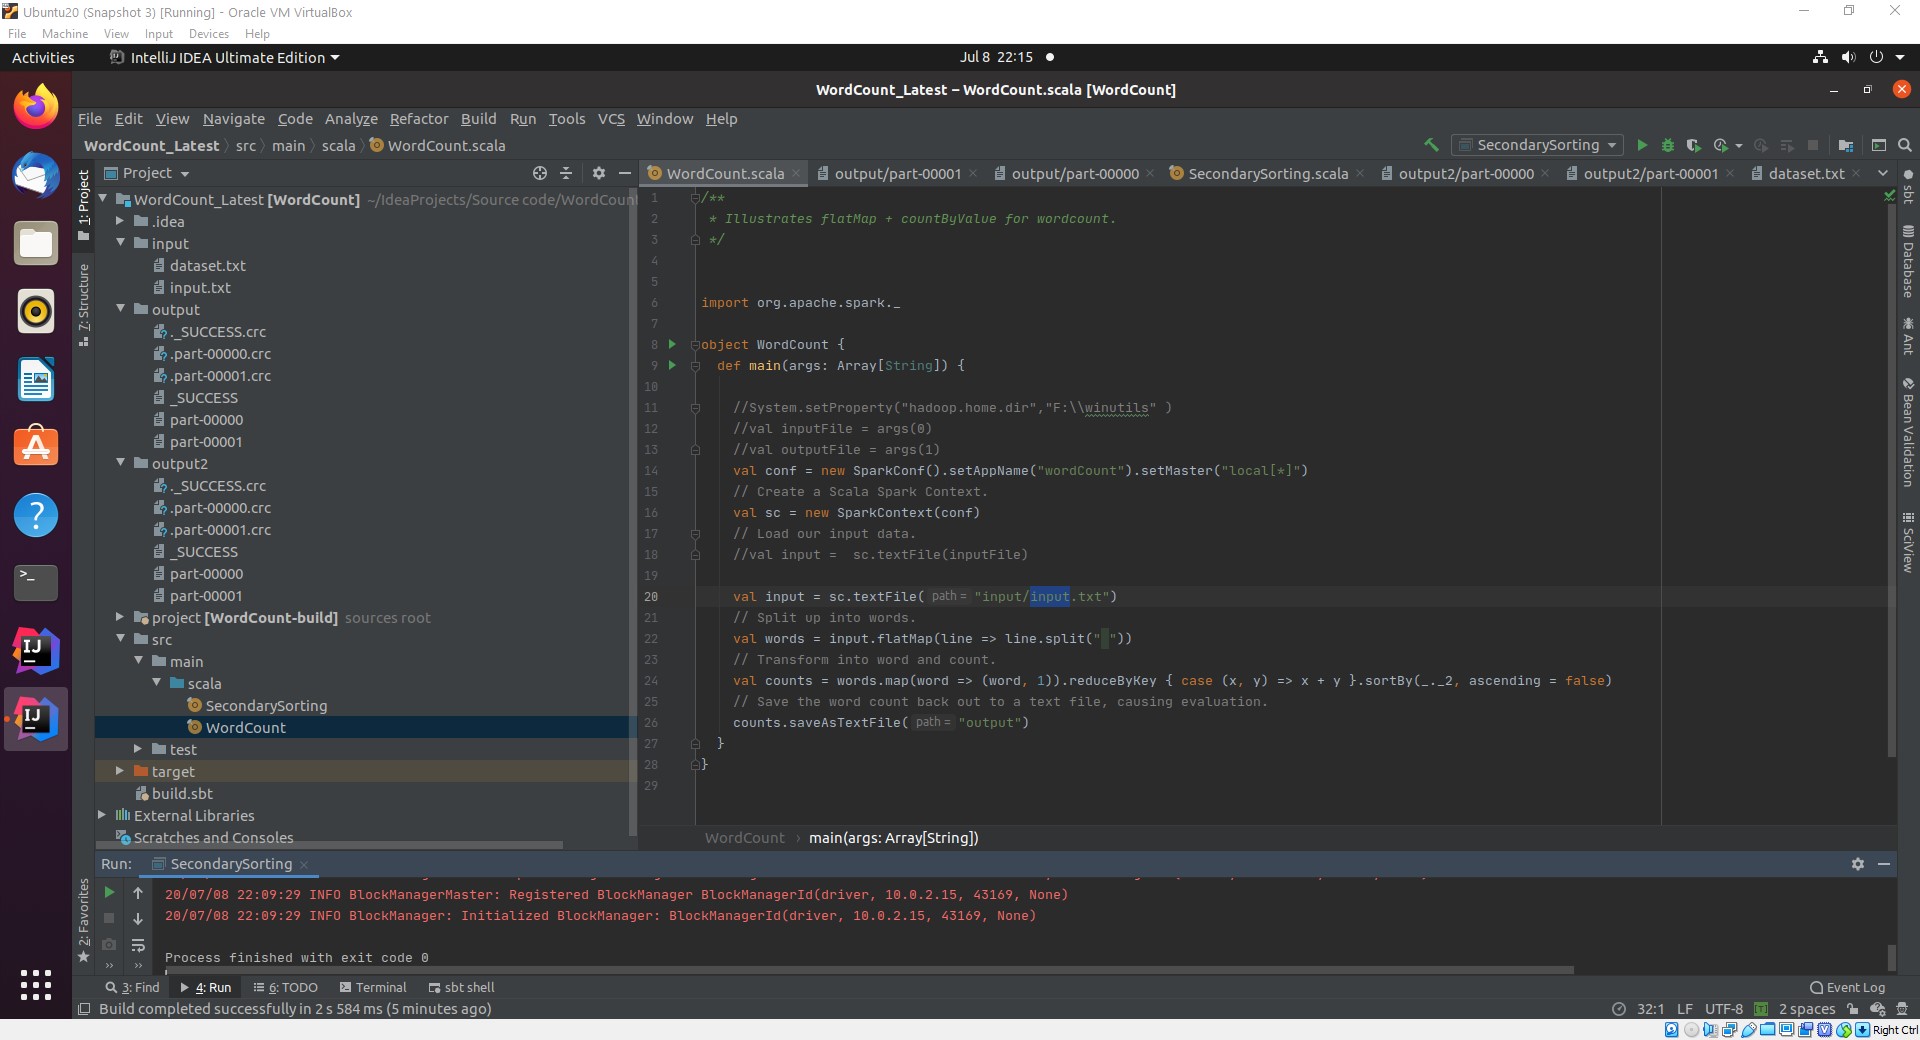 Ubuntu20 (Snapshot 3) [Running] - Oracle VM VirtualBox
File Machine View Input Devices Help
Activities IntelliJ IDEA Ultimate Edition Jul 8 22:15
WordCount_Latest – WordCount.scala [WordCount]
File Edit View Navigate Code Analyze Refactor Build Run Tools VCS Window Help
WordCount_Latest src main scala WordCount.scala SecondarySorting
Project
WordCount.scala output/part-00001 output/part-00000 SecondarySorting.scala output2/part-00000 output2/part-00001 dataset.txt
1: Project
7: Structure
2: Favorites
WordCount_Latest [WordCount] ~/IdeaProjects/Source code/WordCoun
.idea
input
dataset.txt
input.txt
output
._SUCCESS.crc
.part-00000.crc
.part-00001.crc
_SUCCESS
part-00000
part-00001
output2
._SUCCESS.crc
.part-00000.crc
.part-00001.crc
_SUCCESS
part-00000
part-00001
project [WordCount-build] sources root
src
main
scala
SecondarySorting
WordCount
test
target
build.sbt
External Libraries
Scratches and Consoles
1 /**
2 * Illustrates flatMap + countByValue for wordcount.
3 */
4
5
6 import org.apache.spark._
7
8 object WordCount {
9 def main(args: Array[String]) {
10
11 //System.setProperty("hadoop.home.dir","F:\\winutils" )
12 //val inputFile = args(0)
13 //val outputFile = args(1)
14 val conf = new SparkConf().setAppName("wordCount").setMaster("local[*]")
15 // Create a Scala Spark Context.
16 val sc = new SparkContext(conf)
17 // Load our input data.
18 //val input =  sc.textFile(inputFile)
19
20 val input = sc.textFile( path = "input/input.txt")
21 // Split up into words.
22 val words = input.flatMap(line => line.split(" "))
23 // Transform into word and count.
24 val counts = words.map(word => (word, 1)).reduceByKey { case (x, y) => x + y }.sortBy(_._2, ascending = false)
25 // Save the word count back out to a text file, causing evaluation.
26 counts.saveAsTextFile( path = "output")
27 }
28 }
29
WordCount main(args: Array[String])
sbt
Database
Ant
Bean Validation
SciView
Run: SecondarySorting
20/07/08 22:09:29 INFO BlockManagerMaster: Registered BlockManager BlockManagerId(driver, 10.0.2.15, 43169, None)
20/07/08 22:09:29 INFO BlockManager: Initialized BlockManager: BlockManagerId(driver, 10.0.2.15, 43169, None)
Process finished with exit code 0
3: Find 4: Run 6: TODO Terminal sbt shell Event Log
Build completed successfully in 2 s 584 ms (5 minutes ago) 32:1 LF UTF-8 2 spaces
Right Ctrl